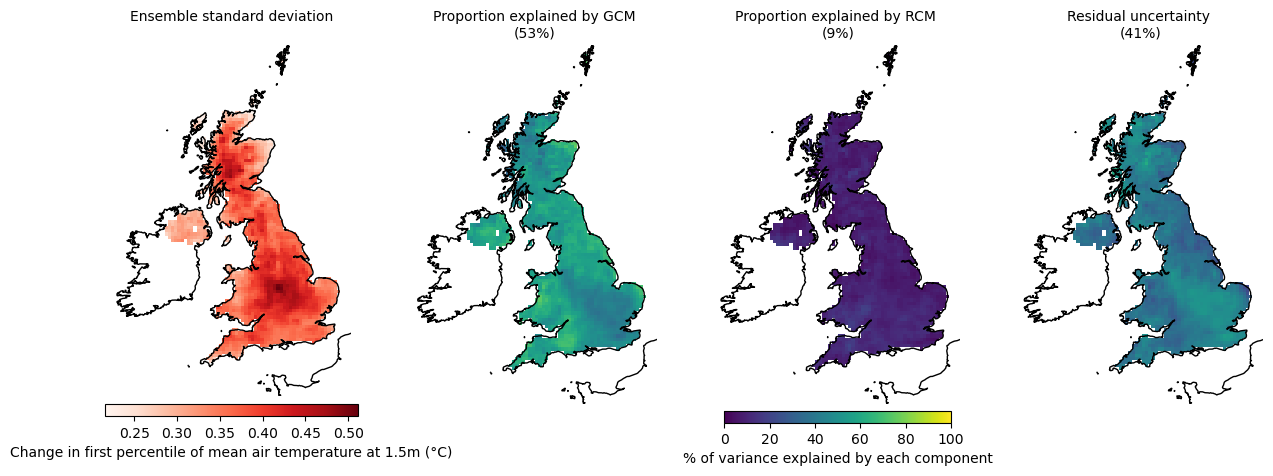 Ensemble standard deviation
Proportion explained by GCM
(53%)
Proportion explained by RCM
(9%)
Residual uncertainty
(41%)
0.25 0.30 0.35 0.40 0.45 0.50
Change in first percentile of mean air temperature at 1.5m (°C)
0 20 40 60 80 100
% of variance explained by each component